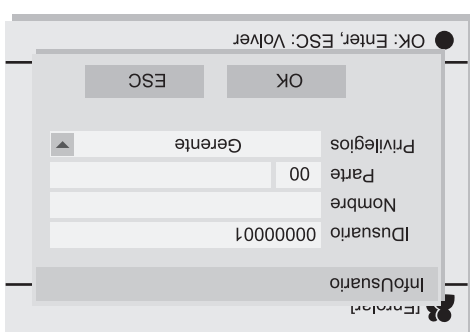 [Enrolar]
InfoUsuario
IDusuario 00000001
Nombre
Parte 00
Privilegios Gerente
OK ESC
OK: Enter, ESC: Volver